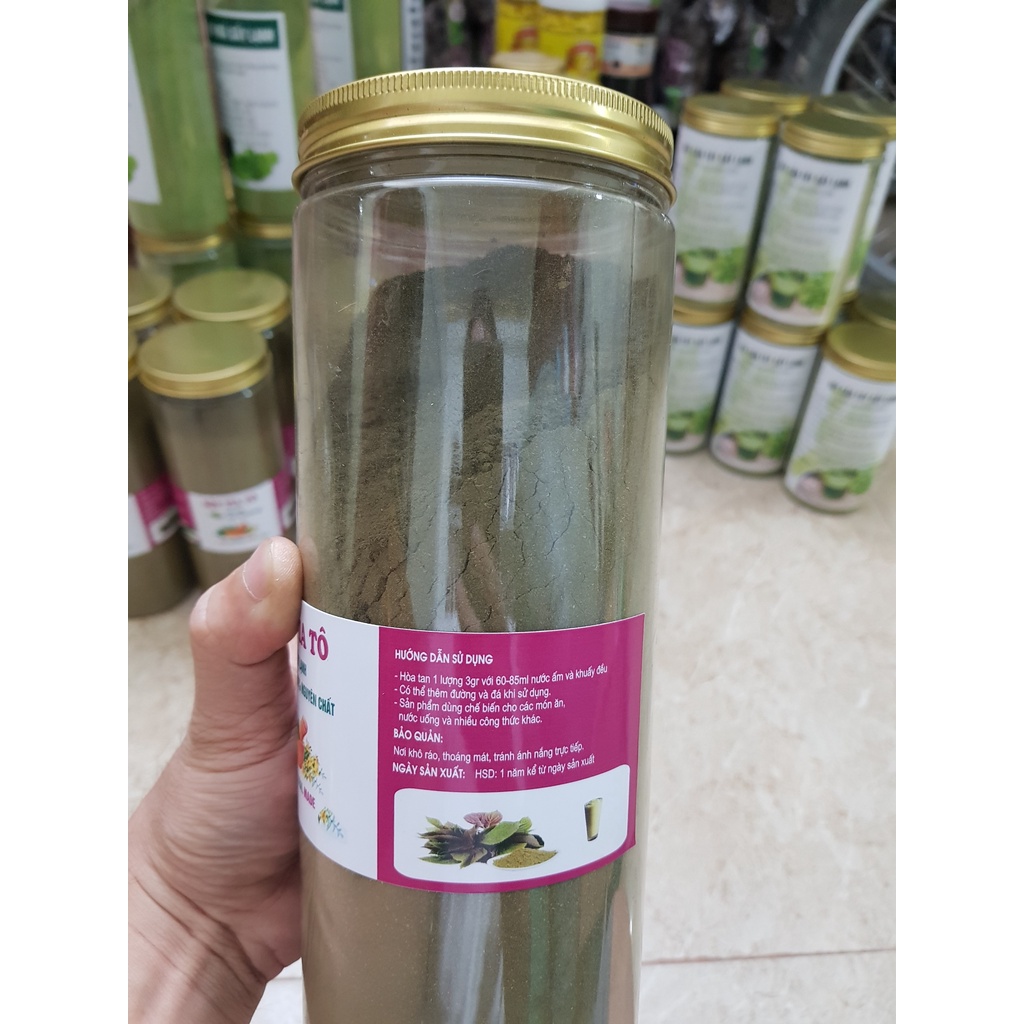 A TÔ
LẠNH
NGUYÊN CHẤT
MADE
HƯỚNG DẪN SỬ DỤNG
- Hòa tan 1 lượng 3gr với 60-85ml nước ấm và khuấy đều
- Có thể thêm đường và đá khi sử dụng.
- Sản phẩm dùng chế biến cho các món ăn,
nước uống và nhiều công thức khác.
BẢO QUẢN:
Nơi khô ráo, thoáng mát, tránh ánh nắng trực tiếp.
NGÀY SẢN XUẤT: HSD: 1 năm kể từ ngày sản xuất